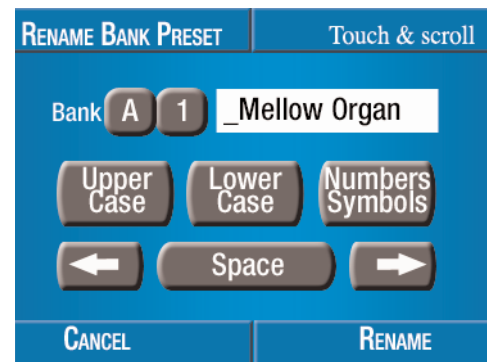 RENAME BANK PRESET Touch & scroll
Bank A 1 _Mellow Organ
Upper Case Lower Case Numbers Symbols
Space
CANCEL RENAME